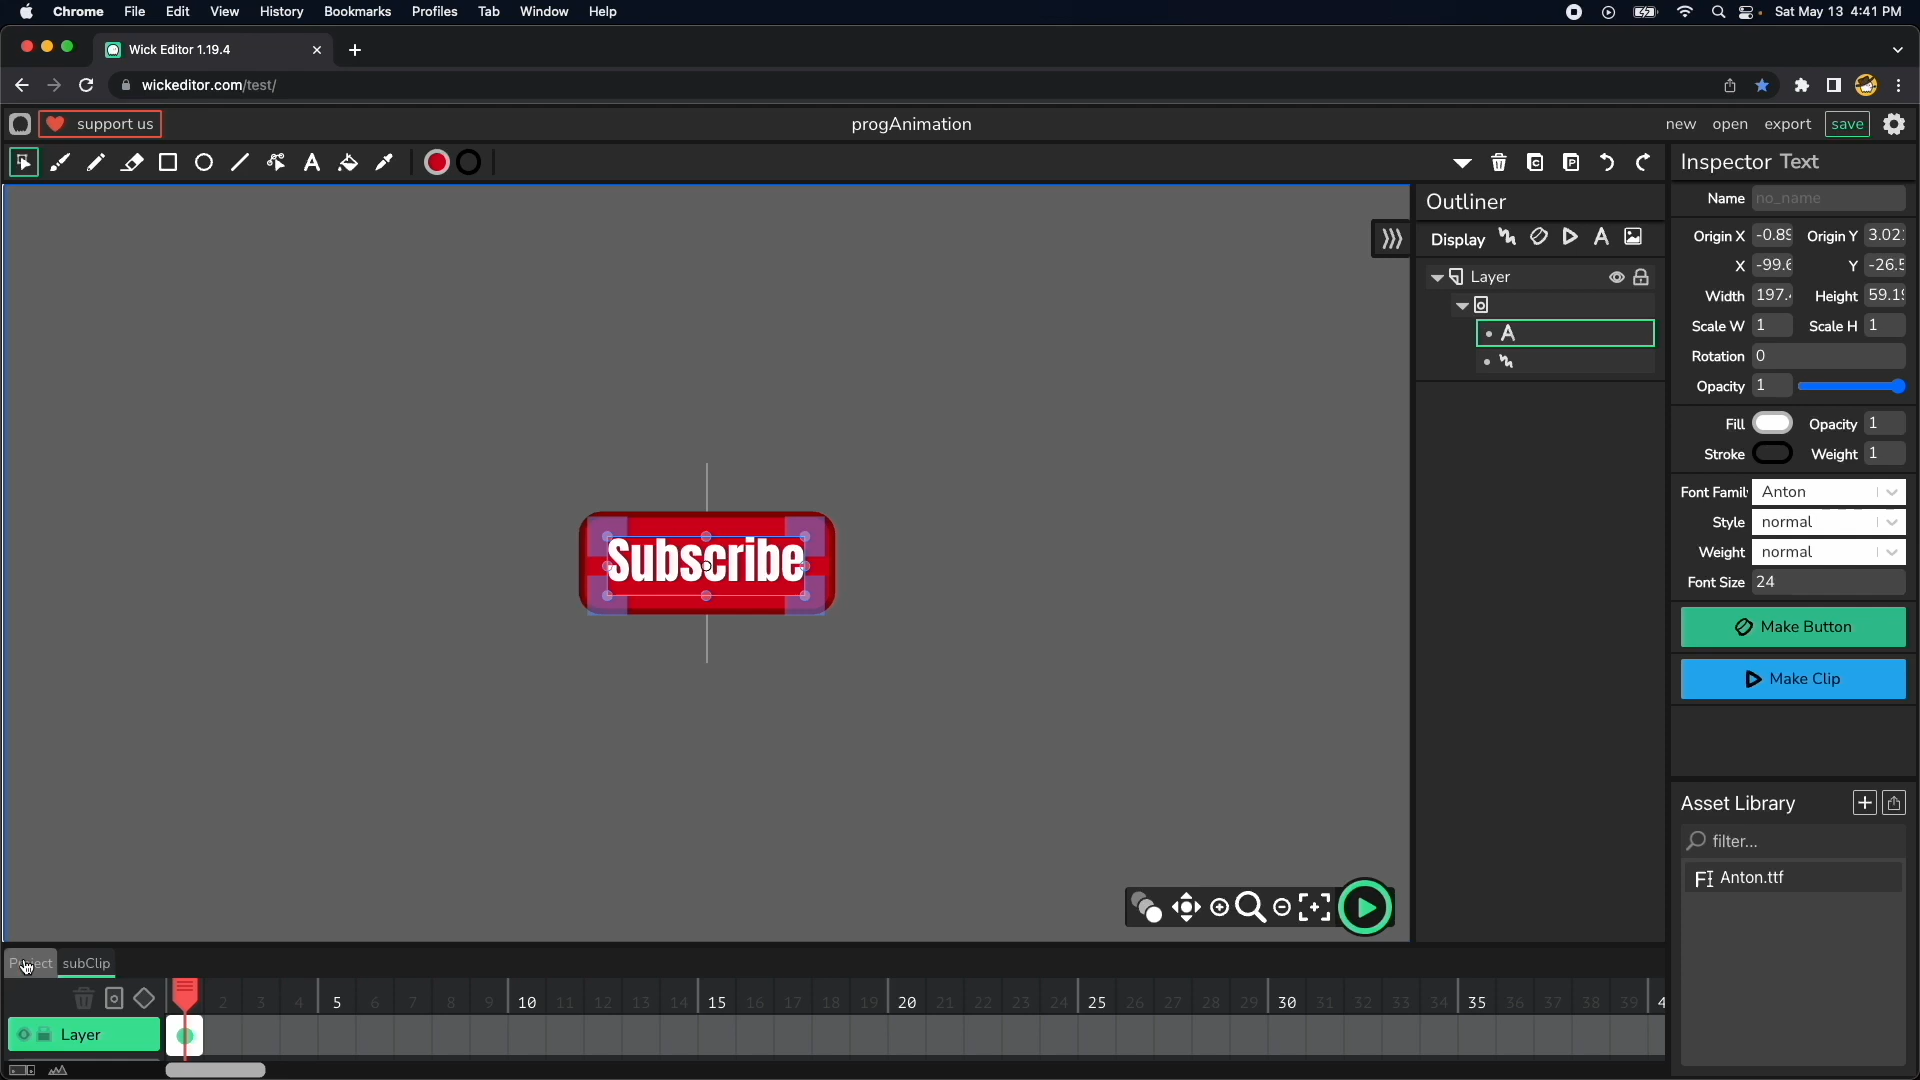 Chrome File Edit View History Bookmarks Profiles Tab Window Help Sat May 13 4:41 PM
Wick Editor 1.19.4
wickeditor.com/test/
support us progAnimation new open export save
Inspector Text
Outliner
Name no_name
Display
Origin X -0.89 Origin Y 3.02
X -99.6 Y -26.5
Layer
Width 197. Height 59.19
Scale W 1 Scale H 1
Rotation 0
Opacity 1
Fill Opacity 1
Stroke Weight 1
Font Famil Anton
Style normal
Weight normal
Font Size 24
Subscribe
Make Button
Make Clip
Asset Library
filter...
FI Anton.ttf
Project subClip
2 3 4 5 6 7 8 9 10 11 12 13 14 15 16 17 18 19 20 21 22 23 24 25 26 27 28 29 30 31 32 33 34 35 36 37 38 39 4
Layer